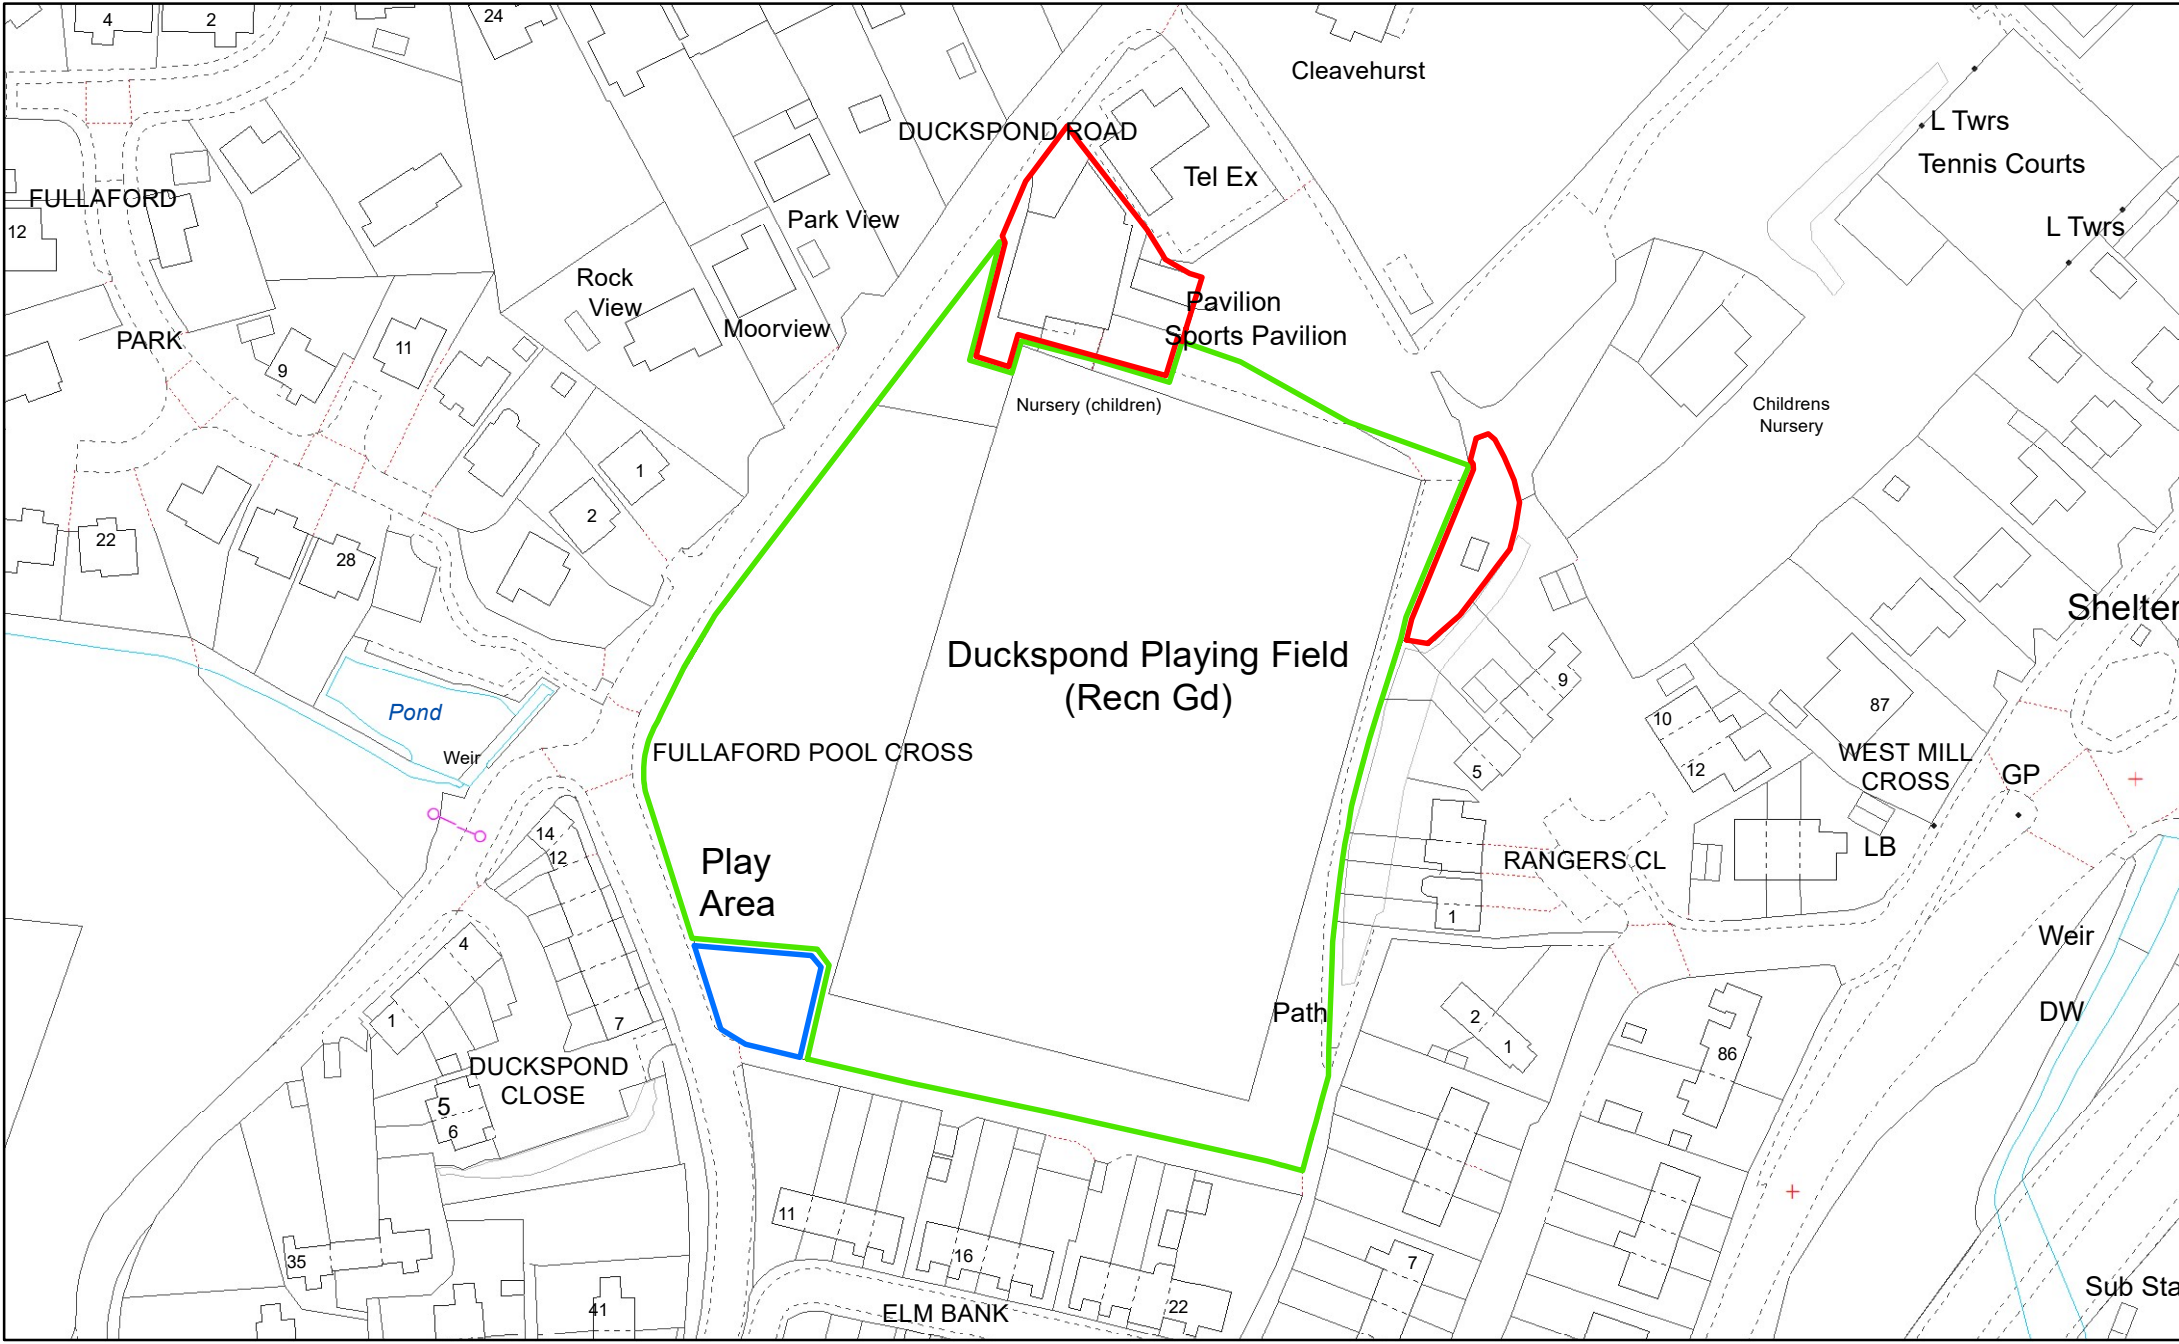 4
2
24
Cleavehurst
DUCKSPOND ROAD
L Twrs
Tennis Courts
Tel Ex
FULLAFORD
12
Park View
L Twrs
Rock
View
Moorview
Pavilion
Sports Pavilion
PARK
11
9
Nursery (children)
Childrens
Nursery
1
2
22
28
Shelter
Duckspond Playing Field
(Recn Gd)
9
87
10
Pond
Weir
FULLAFORD POOL CROSS
5
12
WEST MILL
CROSS
GP
14
12
Play
Area
RANGERS CL
LB
1
4
Weir
1
7
Path
2
1
DW
86
DUCKSPOND
CLOSE
5
6
11
16
7
35
22
41
ELM BANK
Sub Sta